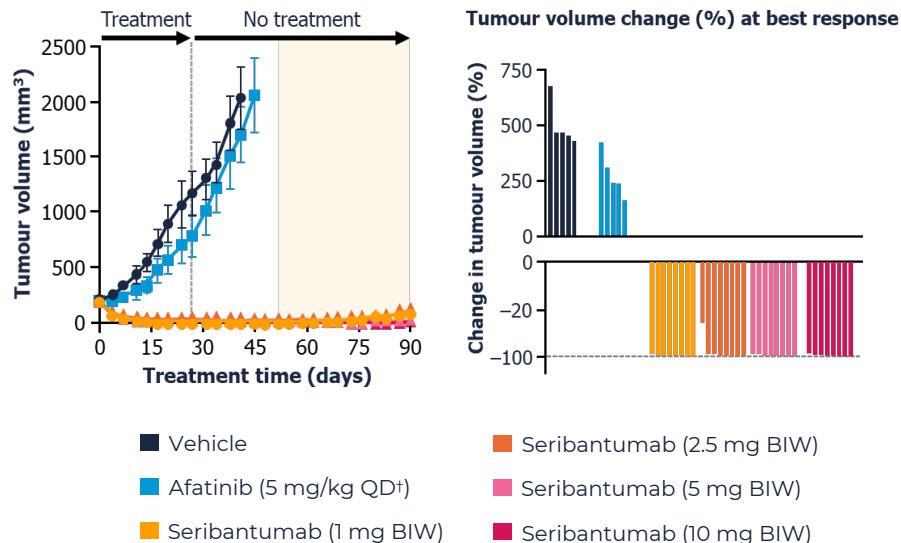 Treatment
No treatment
Tumour volume (mm³)
2500
2000
1500
1000
500
0
0
15
30
45
60
75
90
Treatment time (days)
Tumour volume change (%) at best response
Change in tumour volume (%)
750
500
250
0
0
−20
−100
Vehicle
Afatinib (5 mg/kg QD†)
Seribantumab (1 mg BIW)
Seribantumab (2.5 mg BIW)
Seribantumab (5 mg BIW)
Seribantumab (10 mg BIW)